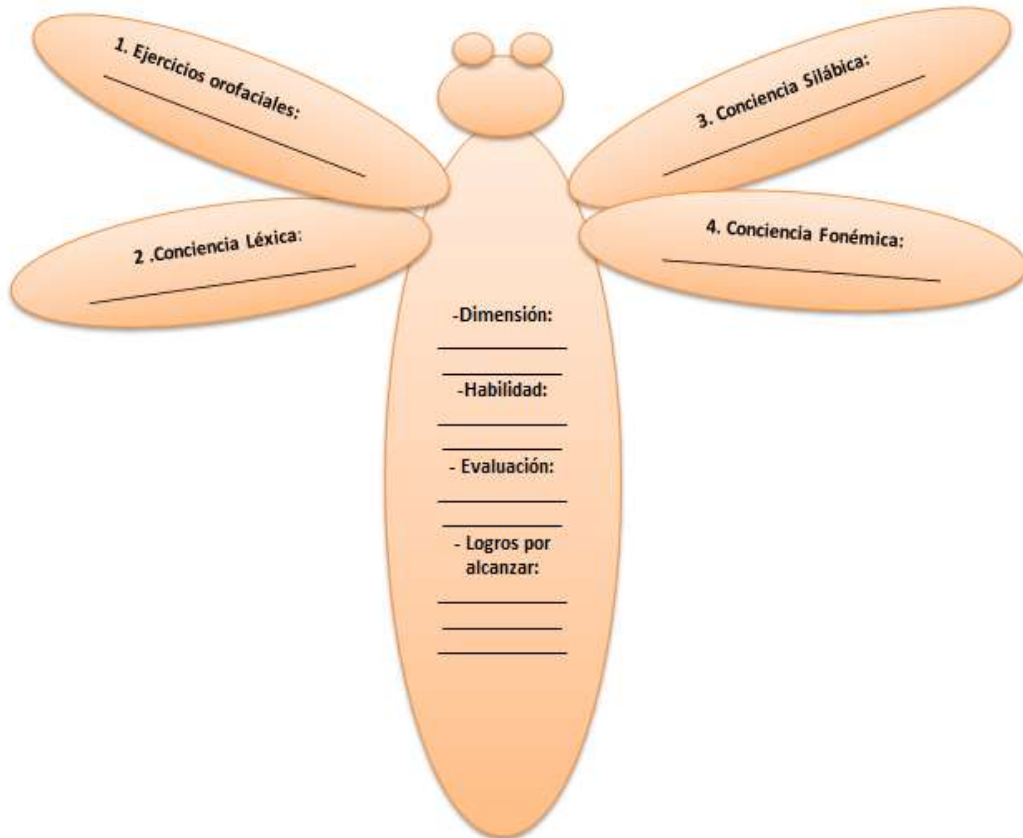 1. Ejercicios orofaciales:
2 .Conciencia Léxica:
3. Conciencia Silábica:
4. Conciencia Fonémica:
-Dimensión:
-Habilidad:
- Evaluación:
- Logros por
alcanzar: